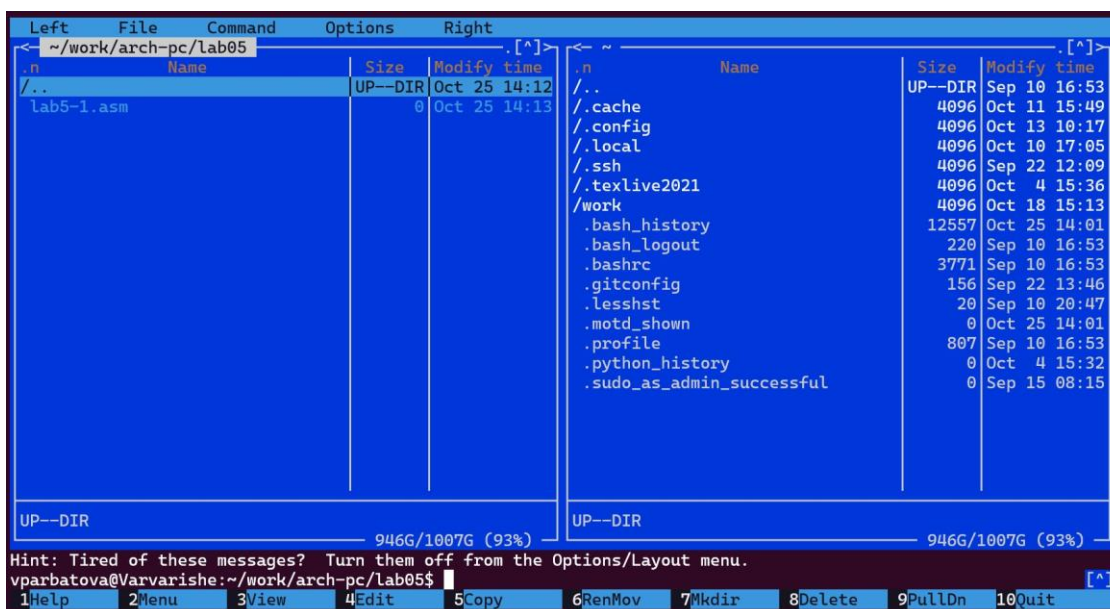 Left File Command Options Right
<- ~/work/arch-pc/lab05 .[^]> <- ~ .[^]>
.n Name Size Modify time .n Name Size Modify time
/.. UP--DIR Oct 25 14:12 /.. UP--DIR Sep 10 16:53
lab5-1.asm 0 Oct 25 14:13 /.cache 4096 Oct 11 15:49
/.config 4096 Oct 13 10:17
/.local 4096 Oct 10 17:05
/.ssh 4096 Sep 22 12:09
/.texlive2021 4096 Oct 4 15:36
/work 4096 Oct 18 15:13
.bash_history 12557 Oct 25 14:01
.bash_logout 220 Sep 10 16:53
.bashrc 3771 Sep 10 16:53
.gitconfig 156 Sep 22 13:46
.lesshst 20 Sep 10 20:47
.motd_shown 0 Oct 25 14:01
.profile 807 Sep 10 16:53
.python_history 0 Oct 4 15:32
.sudo_as_admin_successful 0 Sep 15 08:15
UP--DIR UP--DIR
946G/1007G (93%) 946G/1007G (93%)
Hint: Tired of these messages? Turn them off from the Options/Layout menu.
vparbatova@Varvarishe:~/work/arch-pc/lab05$ [^]
1Help 2Menu 3View 4Edit 5Copy 6RenMov 7Mkdir 8Delete 9PullDn 10Quit